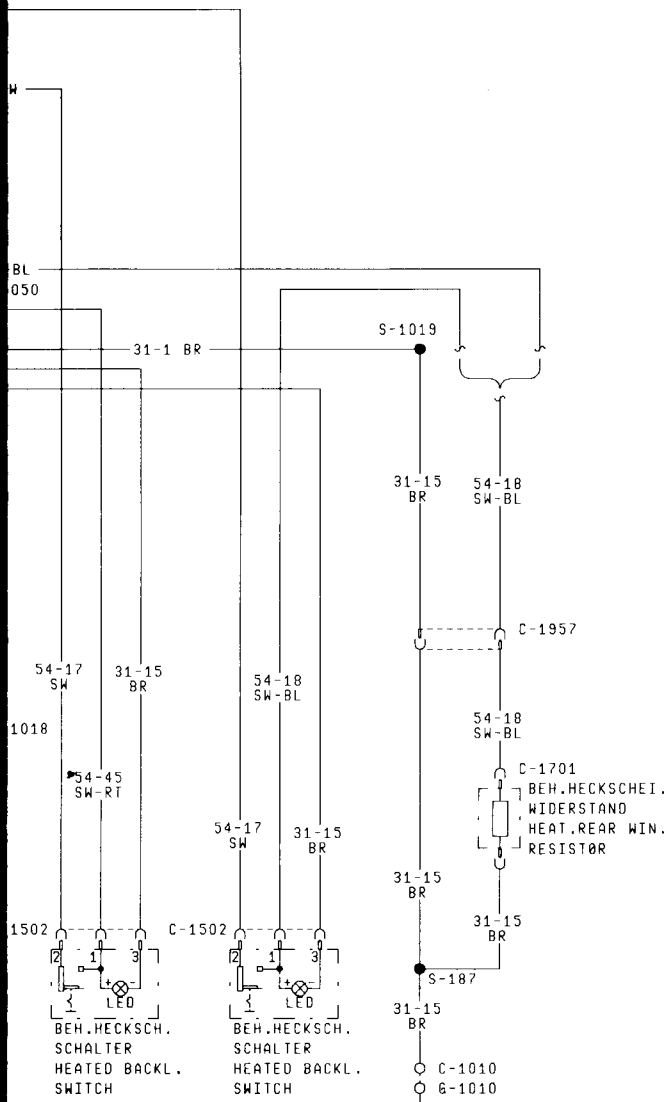 W
BL
050
S-1019
31-1 BR
31-15
BR
54-18
SW-BL
C-1957
54-17
SW
31-15
BR
54-18
SW-BL
54-18
SW-BL
1018
54-45
SW-RT
C-1701
BEH.HECKSCHEI.
WIDERSTAND
HEAT.REAR WIN.
RESISTØR
54-17
SW
31-15
BR
31-15
BR
31-15
BR
1502
C-1502
2 1 3
+ -
LED
2 1 3
+ -
LED
S-187
BEH.HECKSCH.
SCHALTER
HEATED BACKL.
SWITCH
BEH.HECKSCH.
SCHALTER
HEATED BACKL.
SWITCH
31-15
BR
C-1010
G-1010